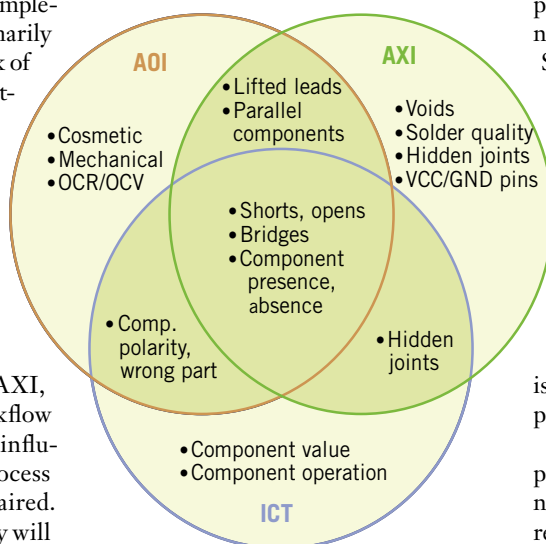 mple-
narily
x of
t-
AOI
• Cosmetic
• Mechanical
• OCR/OCV
• Lifted leads
• Parallel
components
AXI
• Voids
• Solder quality
• Hidden joints
• VCC/GND pins
• Shorts, opens
• Bridges
• Component
presence,
absence
• Comp.
polarity,
wrong part
• Hidden
joints
• Component value
• Component operation
ICT
AXI,
kflow
influ-
ocess
aired.
y will
p
n
S
is
p
p
n
re